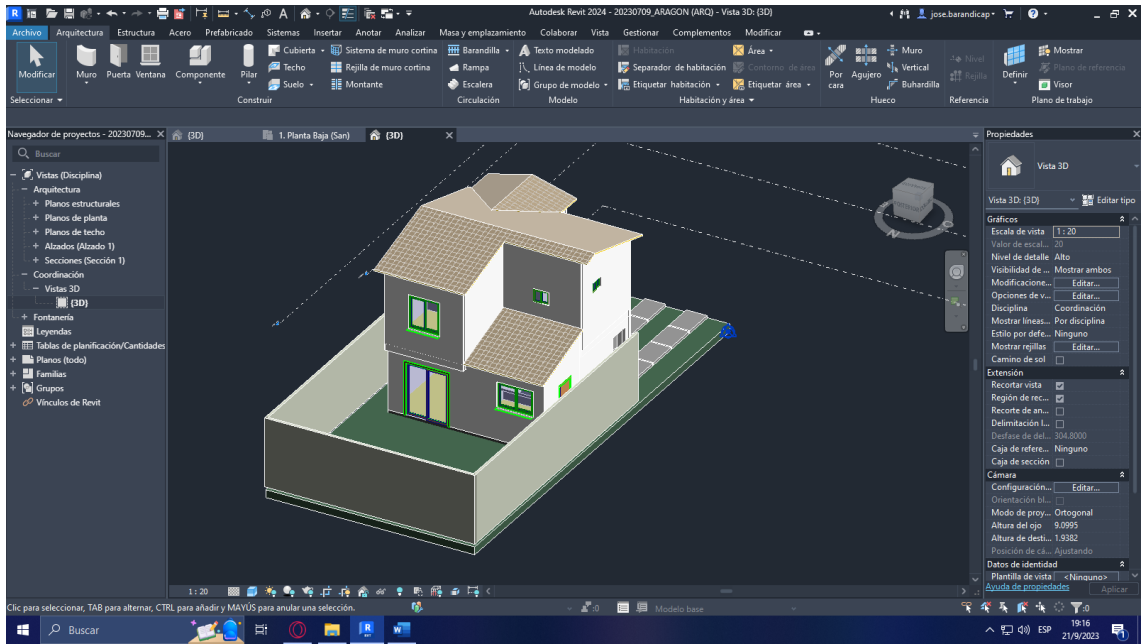 Autodesk Revit 2024 - 20230709_ARAGON (ARQ) - Vista 3D: {3D}
jose.barandicap
Archivo Arquitectura Estructura Acero Prefabricado Sistemas Insertar Anotar Analizar Masa y emplazamiento Colaborar Vista Gestionar Complementos Modificar
Modificar Muro Puerta Ventana Componente Pilar
Cubierta Sistema de muro cortina
Techo Rejilla de muro cortina
Suelo Montante
Barandilla Texto modelado
Rampa Línea de modelo
Escalera Grupo de modelo
Habitación Área
Separador de habitación Contorno de área
Etiquetar habitación Etiquetar área
Por cara Agujero
Muro
Vertical
Buhardilla
Nivel
Rejilla
Definir
Mostrar
Plano de referencia
Visor
Seleccionar Construir Circulación Modelo Habitación y área Hueco Referencia Plano de trabajo
Navegador de proyectos - 20230709...
Buscar
Vistas (Disciplina)
Arquitectura
Planos estructurales
Planos de planta
Planos de techo
Alzados (Alzado 1)
Secciones (Sección 1)
Coordinación
Vistas 3D
{3D}
Fontanería
Leyendas
Tablas de planificación/Cantidades
Planos (todo)
Familias
Grupos
Vínculos de Revit
{3D} 1. Planta Baja (San) {3D}
Propiedades
Vista 3D
Vista 3D: {3D} Editar tipo
Gráficos
Escala de vista 1 : 20
Valor de escal... 20
Nivel de detalle Alto
Visibilidad de ... Mostrar ambos
Modificacione... Editar...
Opciones de v... Editar...
Disciplina Coordinación
Mostrar líneas... Por disciplina
Estilo por defe... Ninguno
Mostrar rejillas Editar...
Camino de sol
Extensión
Recortar vista
Región de rec...
Recorte de an...
Delimitación l...
Desfase de del... 304.8000
Caja de refere... Ninguno
Caja de sección
Cámara
Configuración... Editar...
Orientación bl...
Modo de proy... Ortogonal
Altura del ojo 9.0995
Altura de desti... 1.9382
Posición de cá... Ajustando
Datos de identidad
Plantilla de vista <Ninguno>
Ayuda de propiedades Aplicar
1 : 20
Clic para seleccionar, TAB para alternar, CTRL para añadir y MAYÚS para anular una selección.
:0 Modelo base :0
Buscar
ESP
19:16
21/9/2023